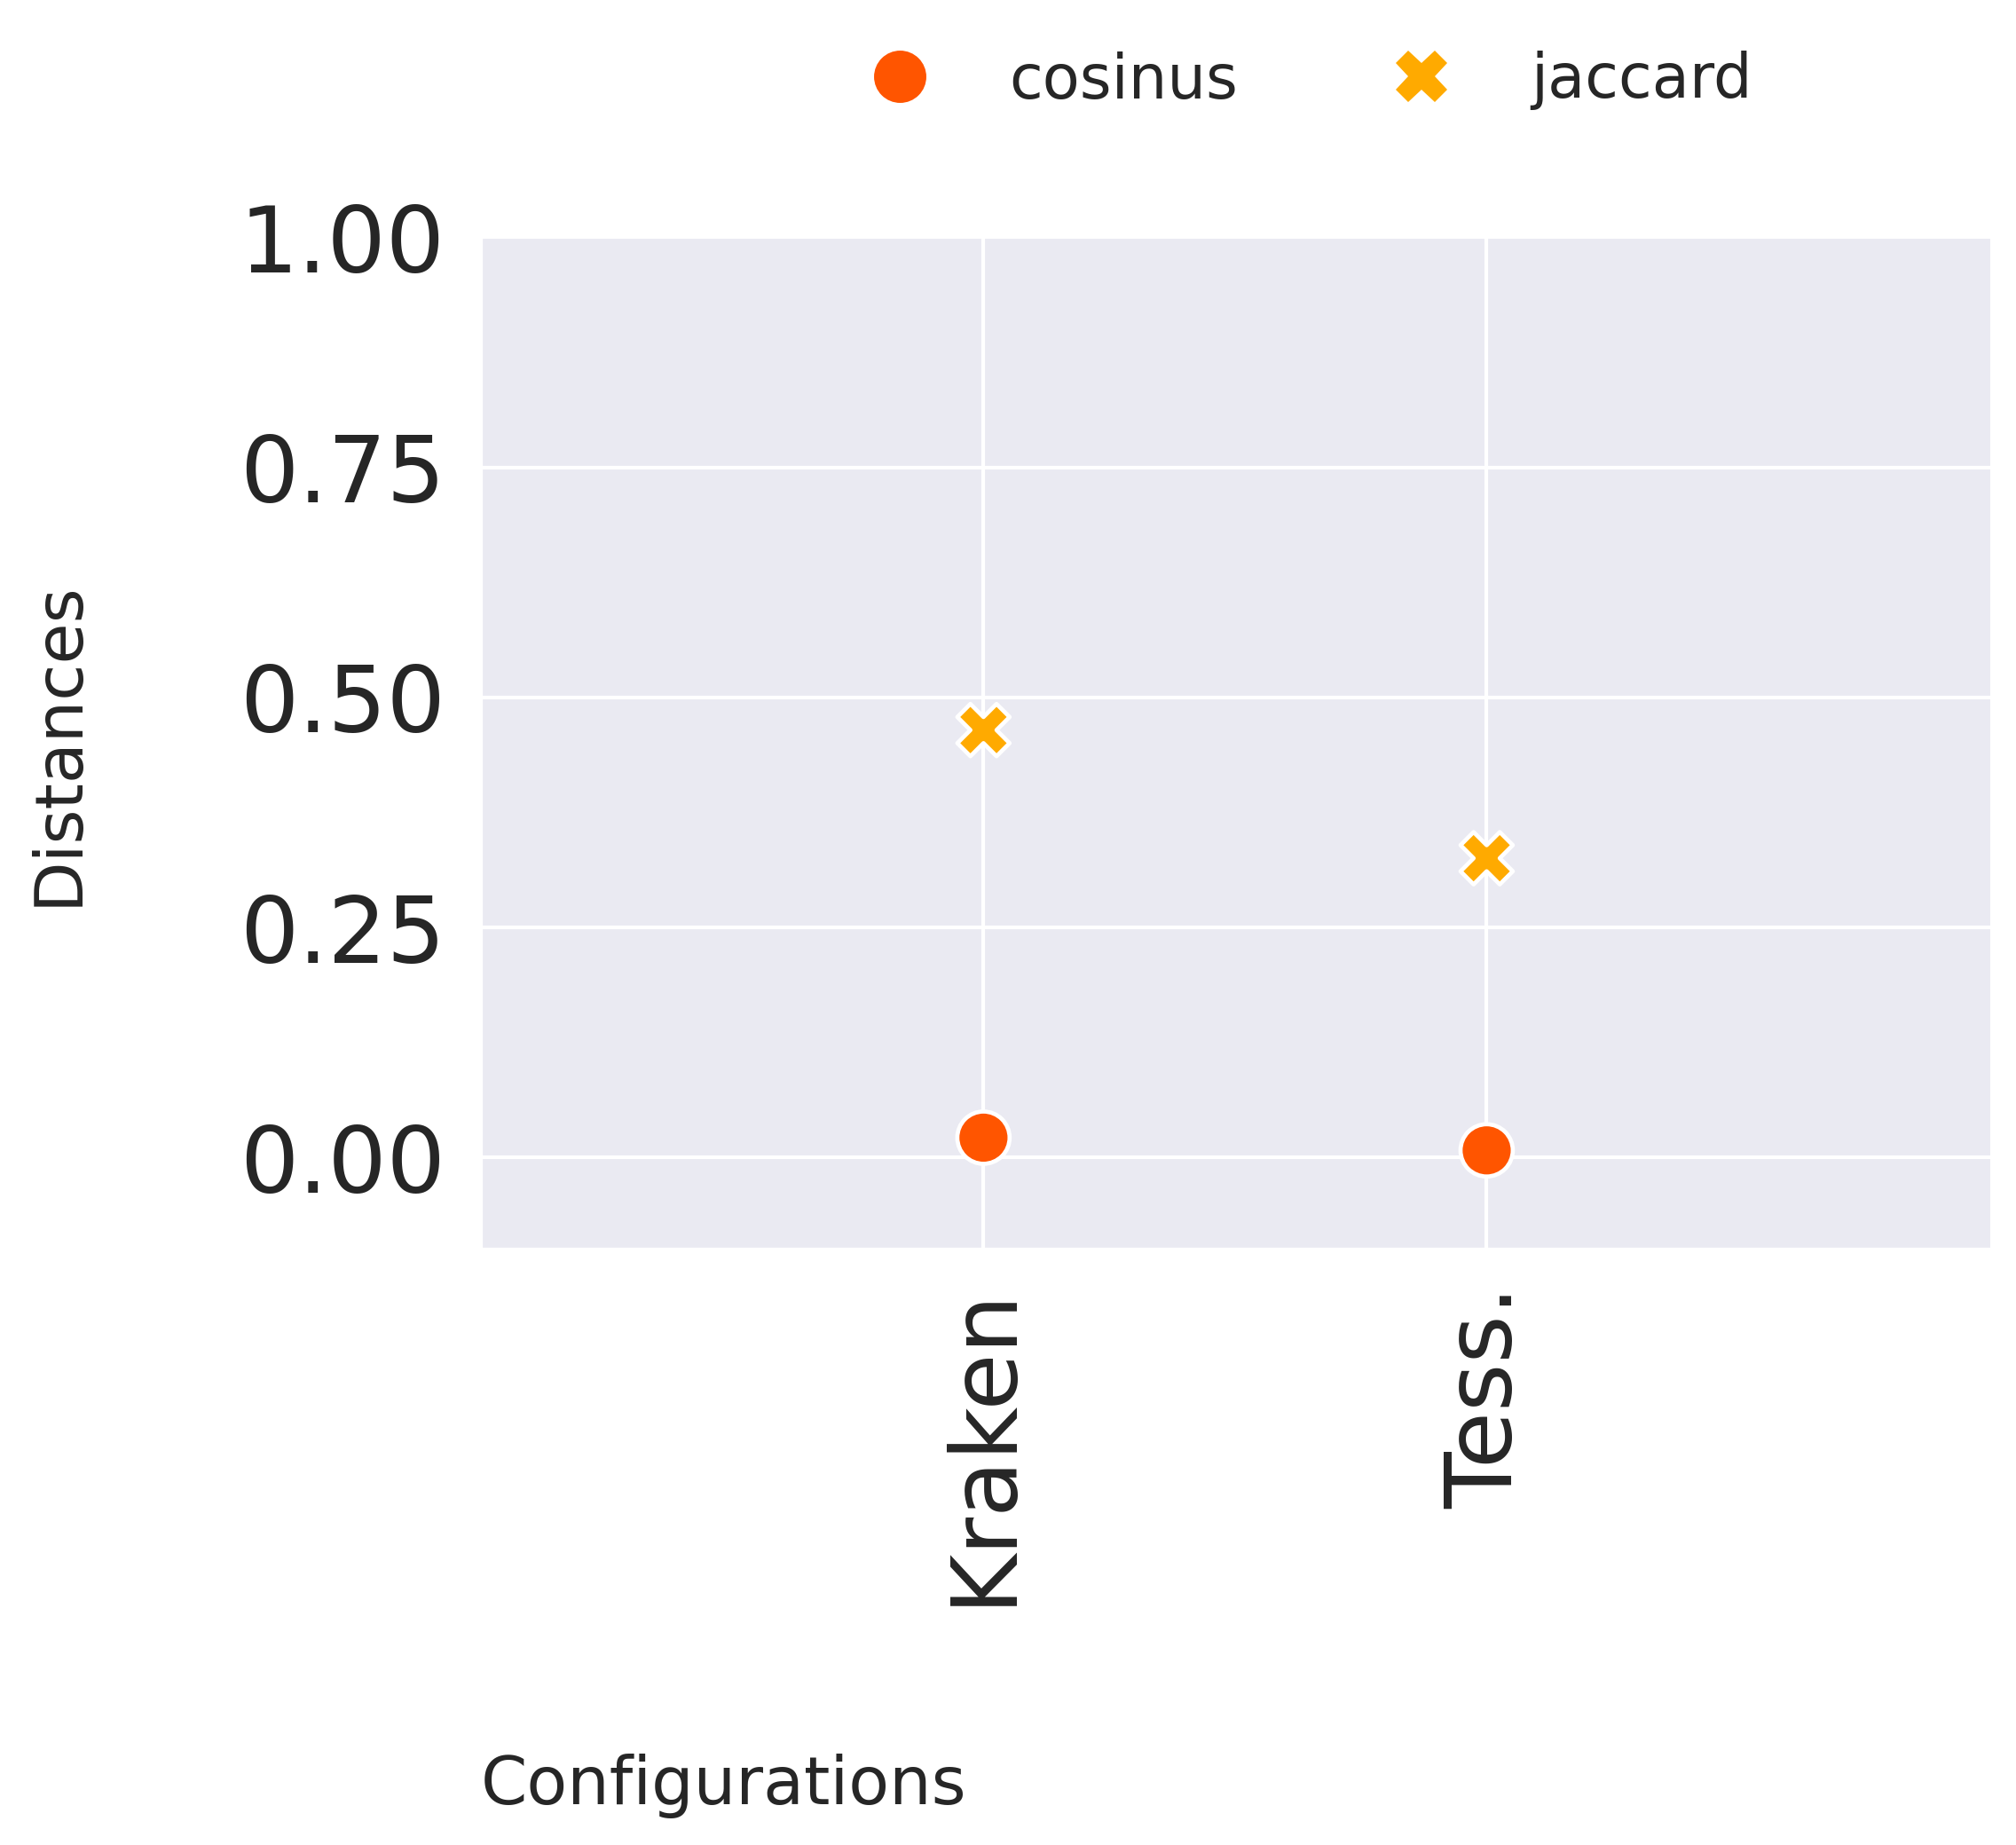 cosinus jaccard
1.00
0.75
0.50
0.25
0.00
Distances
Kraken
Tess.
Configurations